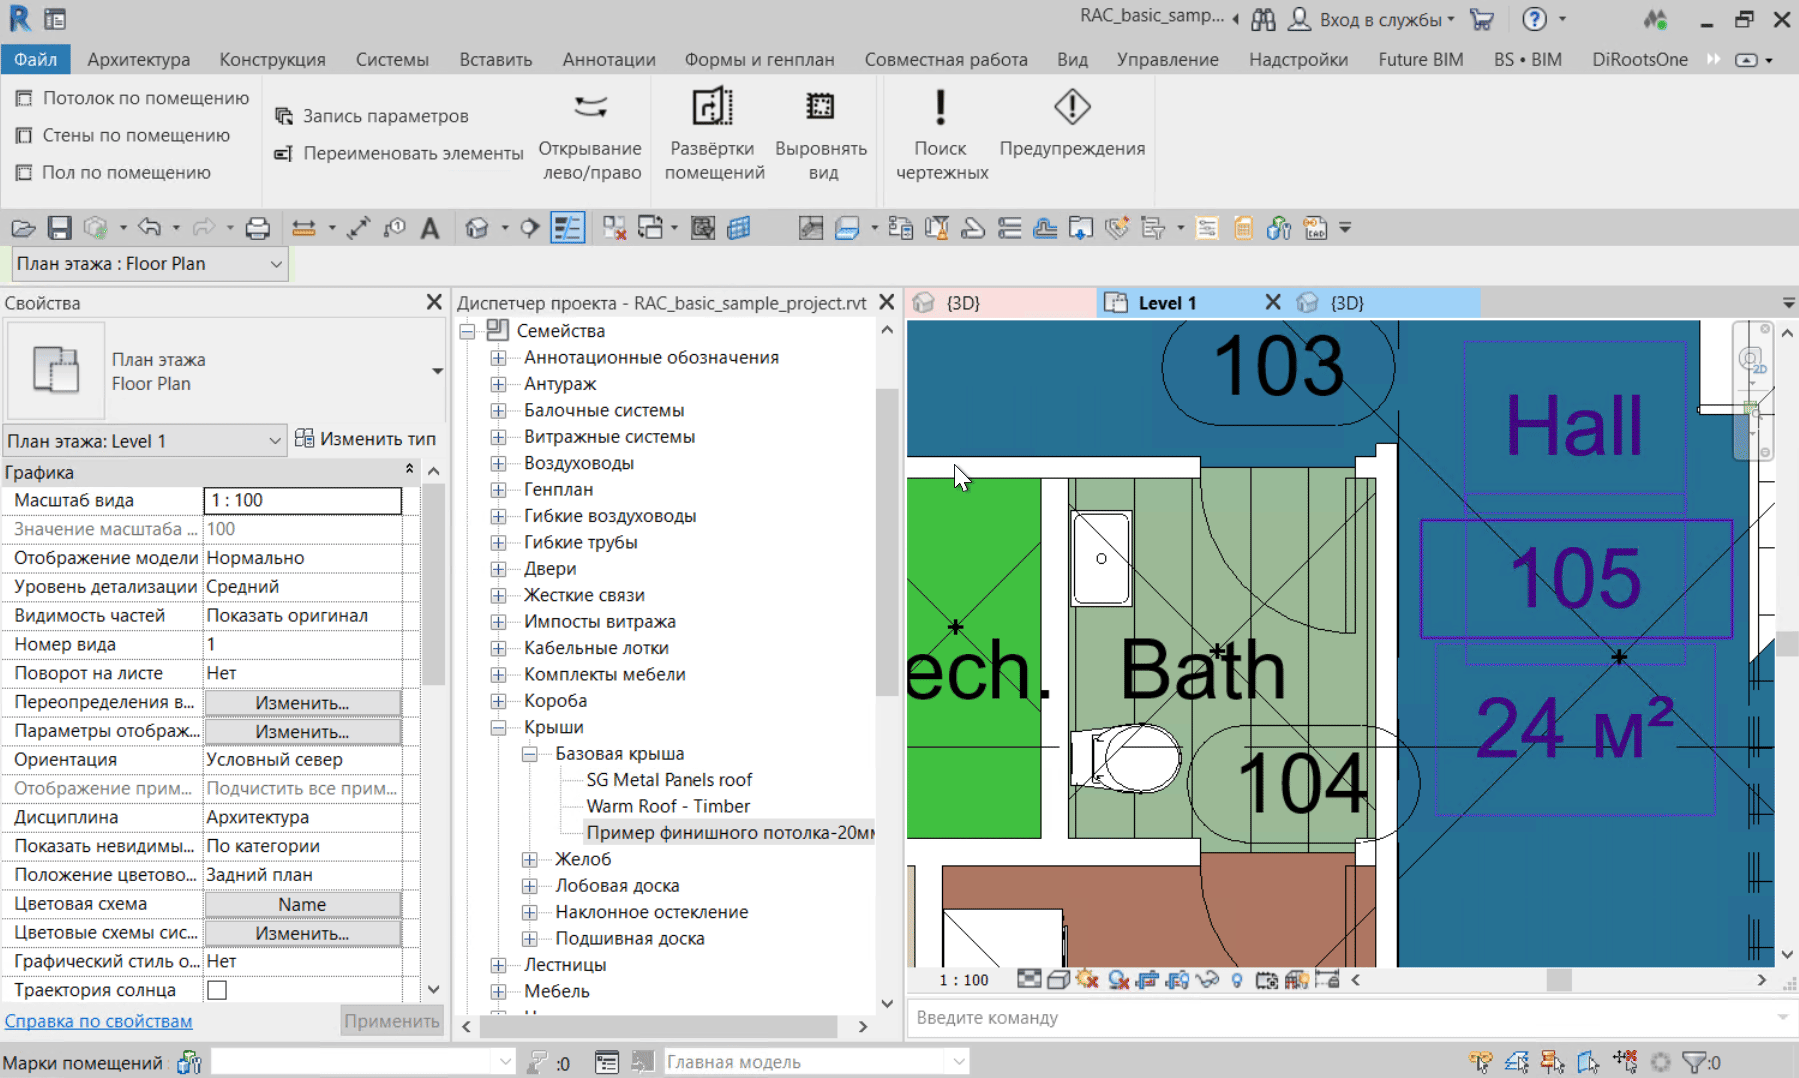 RAC_basic_samp...
Вход в службы
Файл
Архитектура
Конструкция
Системы
Вставить
Аннотации
Формы и генплан
Совместная работа
Вид
Управление
Надстройки
Future BIM
BS • BIM
DiRootsOne
Потолок по помещению
Стены по помещению
Пол по помещению
Запись параметров
Переименовать элементы
Открывание
лево/право
Развёртки
помещений
Выровнять
вид
Поиск
чертежных
Предупреждения
План этажа : Floor Plan
Свойства
План этажа
Floor Plan
План этажа: Level 1
Изменить тип
Графика
Масштаб вида 1 : 100
Значение масштаба ... 100
Отображение модели Нормально
Уровень детализации Средний
Видимость частей Показать оригинал
Номер вида 1
Поворот на листе Нет
Переопределения в... Изменить...
Параметры отображ... Изменить...
Ориентация Условный север
Отображение прим... Подчистить все прим...
Дисциплина Архитектура
Показать невидимы... По категории
Положение цветово... Задний план
Цветовая схема Name
Цветовые схемы сис... Изменить...
Графический стиль о... Нет
Траектория солнца
Справка по свойствам
Применить
Диспетчер проекта - RAC_basic_sample_project.rvt
Семейства
Аннотационные обозначения
Антураж
Балочные системы
Витражные системы
Воздуховоды
Генплан
Гибкие воздуховоды
Гибкие трубы
Двери
Жесткие связи
Импосты витража
Кабельные лотки
Комплекты мебели
Короба
Крыши
Базовая крыша
SG Metal Panels roof
Warm Roof - Timber
Пример финишного потолка-20мм
Желоб
Лобовая доска
Наклонное остекление
Подшивная доска
Лестницы
Мебель
{3D}
Level 1
{3D}
2D
103
Hall
105
24 м²
ech.
Bath
104
1 : 100
Введите команду
Марки помещений
:0
Главная модель
:0